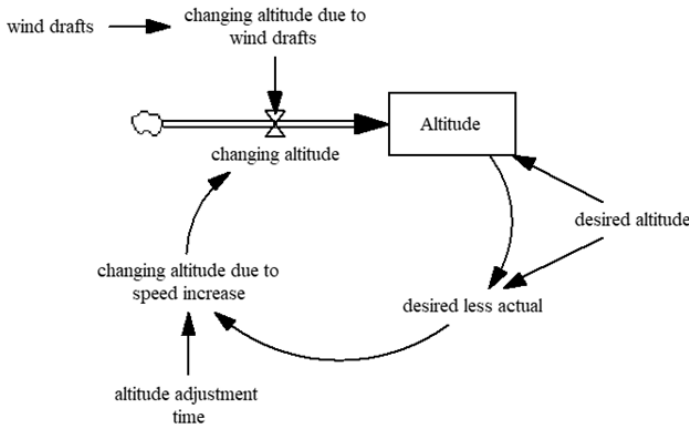 wind drafts
changing altitude due to
wind drafts
Altitude
changing altitude
desired altitude
changing altitude due to
speed increase
desired less actual
altitude adjustment
time